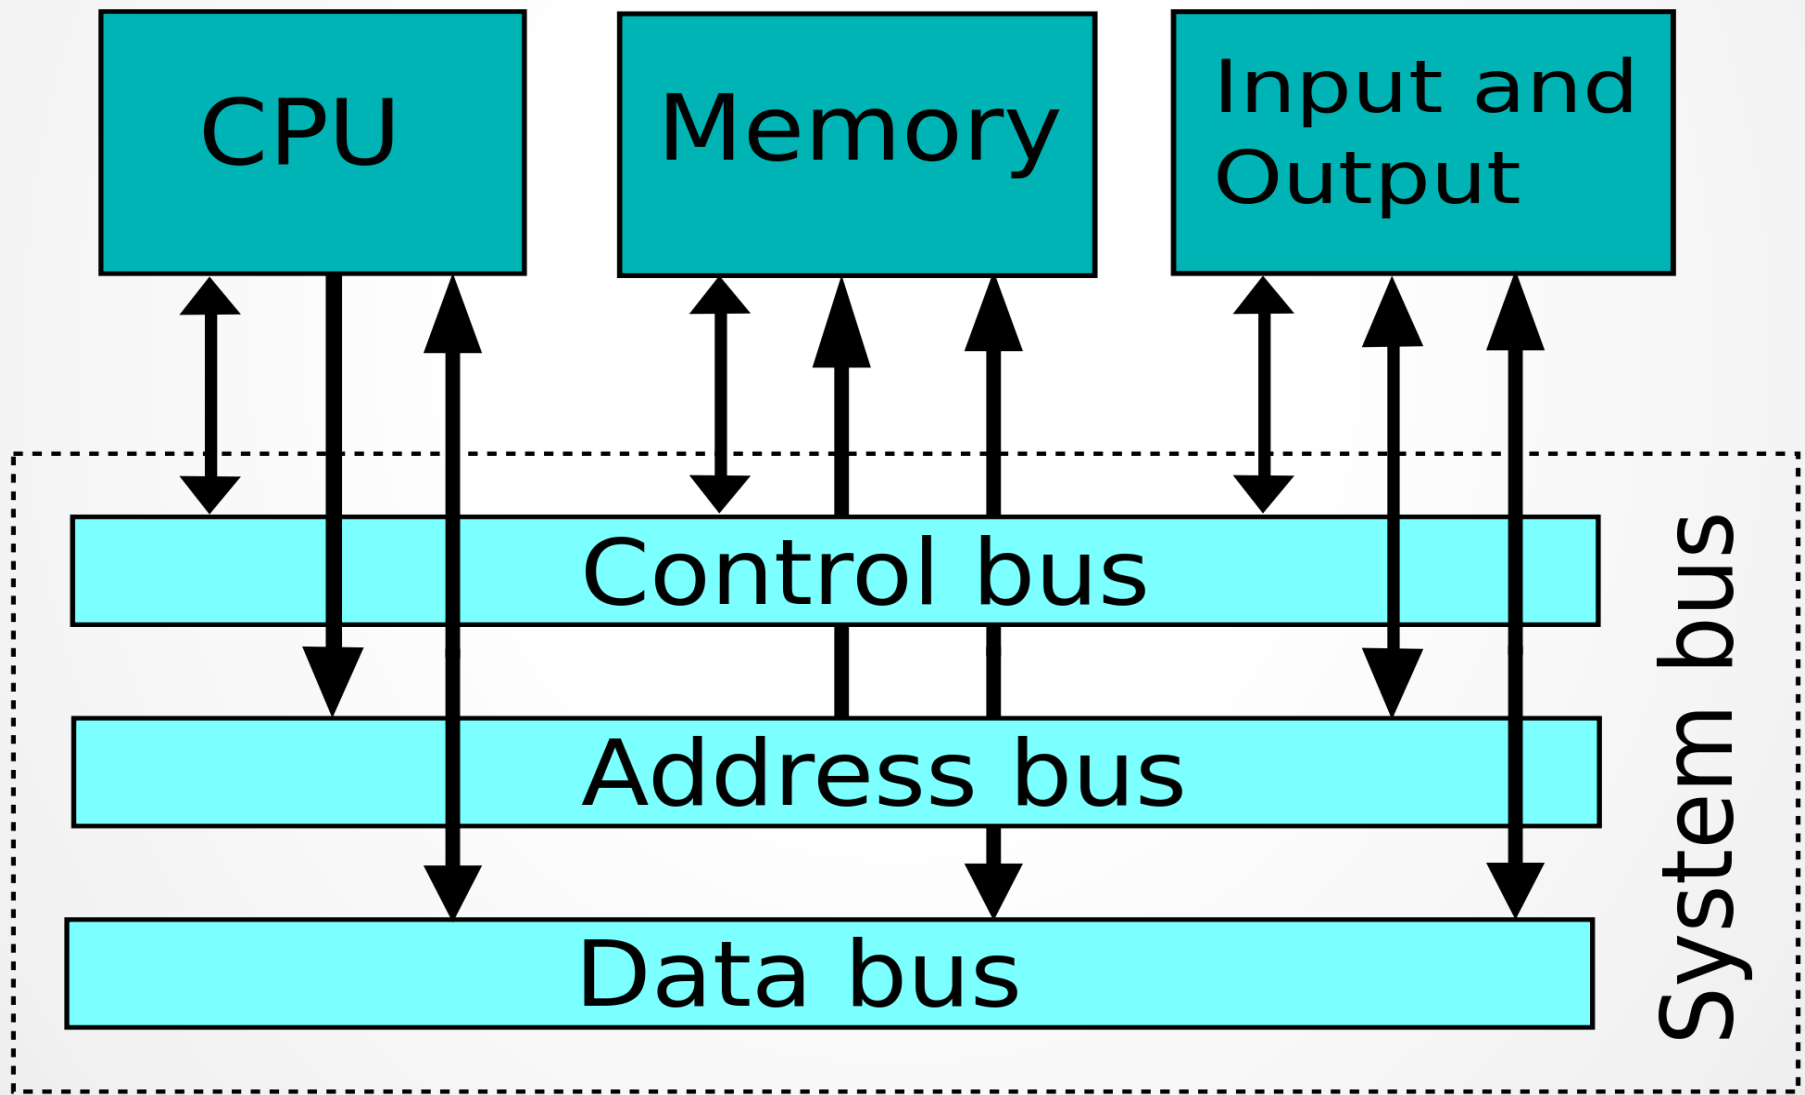 CPU
Memory
Input and
Output
Control bus
Address bus
Data bus
System bus